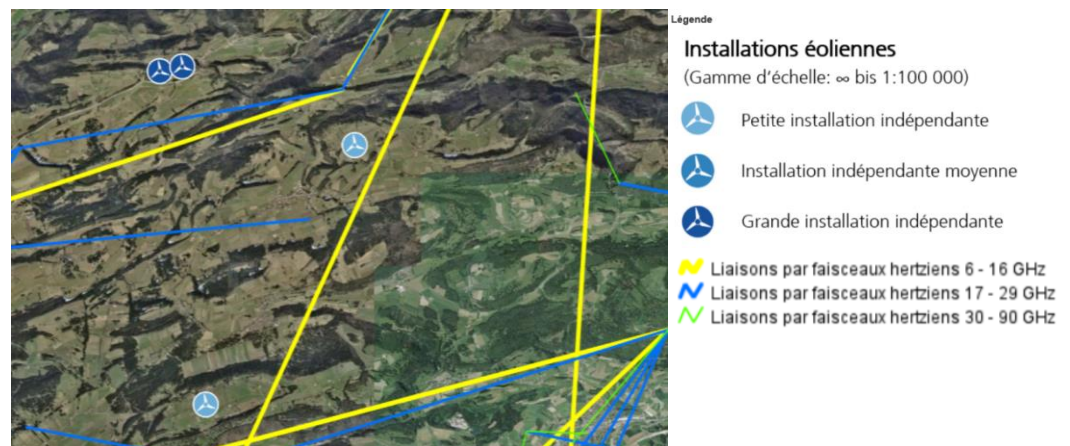 Légende
Installations éoliennes
(Gamme d'échelle: ∞ bis 1:100 000)
Petite installation indépendante
Installation indépendante moyenne
Grande installation indépendante
Liaisons par faisceaux hertziens 6 - 16 GHz
Liaisons par faisceaux hertziens 17 - 29 GHz
Liaisons par faisceaux hertziens 30 - 90 GHz